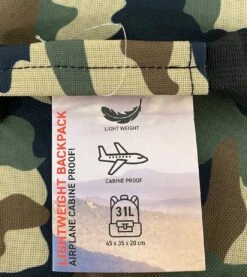 LIGHTWEIGHT BACKPACK
AIRPLANE CABINE PROOF!
LIGHT WEIGHT
CABINE PROOF
31L
45 x 35 x 20 cm